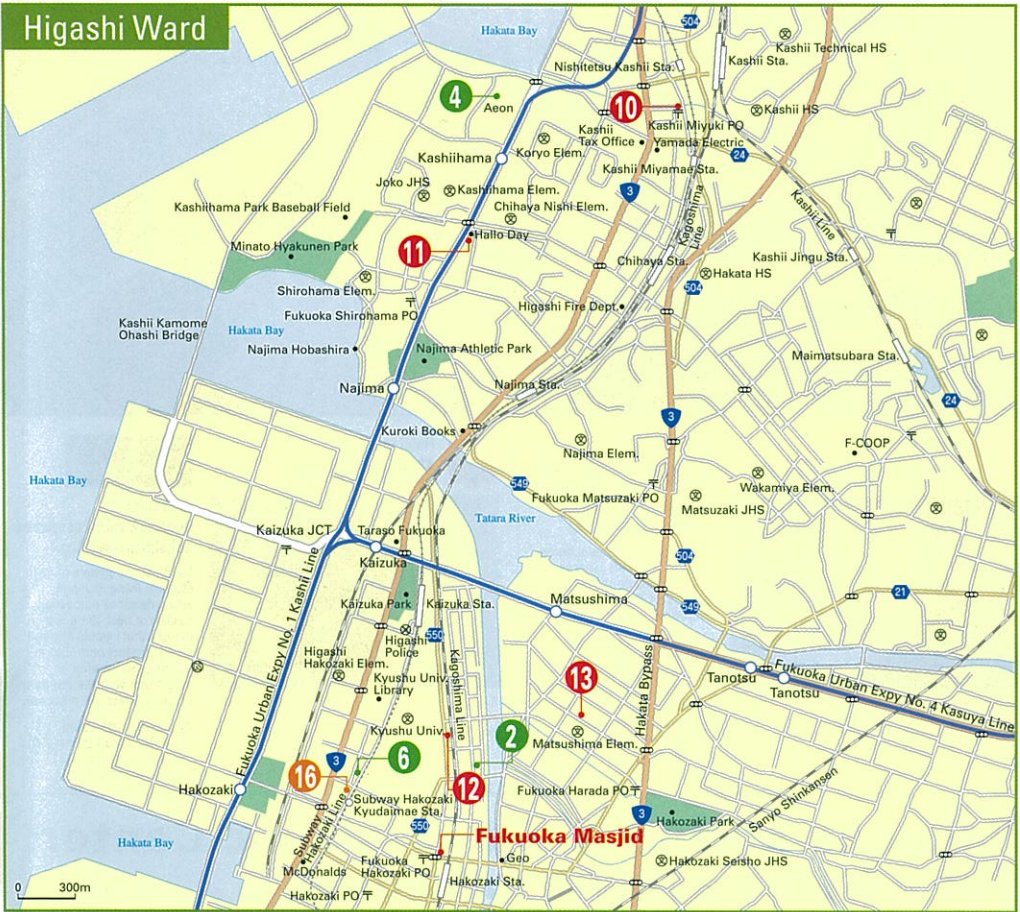 Higashi Ward
Hakata Bay
504
Kashii Technical HS
Kashii Sta.
Nishitetsu Kashii Sta.
4
Aeon
10
Kashii HS
Kashii Miyuki PO
Kashii
Tax Office
Yamada Electric
Koryo Elem.
24
Kashiihama
Kashii Miyamae Sta.
Joko JHS
Kashiihama Elem.
3
Kashii Line
Kagoshima
Line
Chihaya Nishi Elem.
Kashiihama Park Baseball Field
Hallo Day
11
Minato Hyakunen Park
Chihaya Sta.
Kashii Jingu Sta.
Hakata HS
504
Shirohama Elem.
Higashi Fire Dept.
Fukuoka Shirohama PO
Kashii Kamome
Ohashi Bridge
Hakata Bay
Najima Hobashira
Najima Athletic Park
Maimatsubara Sta.
Najima
Najima Sta.
24
3
Kuroki Books
F-COOP
Najima Elem.
Hakata Bay
549
Wakamiya Elem.
Fukuoka Matsuzaki PO
Matsuzaki JHS
Tatara River
Kaizuka JCT
Taraso Fukuoka
Kaizuka
504
21
Kaizuka Park
Kaizuka Sta.
Matsushima
549
550
Higashi
Police
Fukuoka Urban Expy No. 1 Kashii Line
Higashi
Hakozaki Elem.
Kagoshima Line
Hakata Bypass
Fukuoka Urban Expy No. 4 Kasuya Line
Tanotsu
Tanotsu
Kyushu Univ.
Library
13
Kyushu Univ.
Matsushima Elem.
2
6
3
16
12
Hakozaki
Fukuoka Harada PO
Subway Hakozaki
Kyudaimae Sta.
Sanyo Shinkansen
3
Hakozaki Park
550
Fukuoka Masjid
Hakata Bay
Subway
Hakozaki Line
Geo
Hakozaki Seisho JHS
Fukuoka
Hakozaki PO
McDonalds
Hakozaki Sta.
Hakozaki PO
0
300m